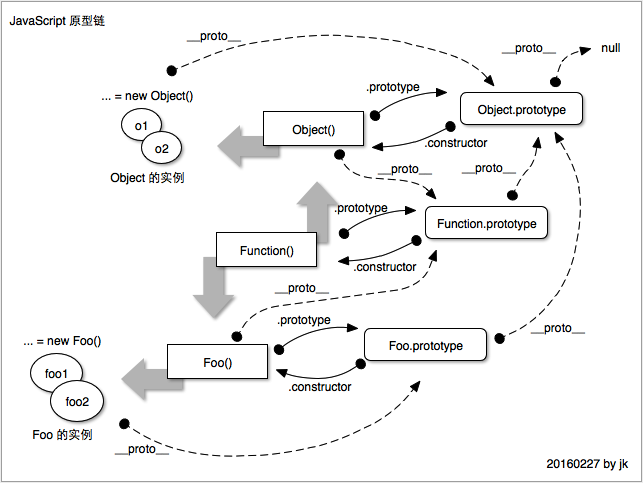 JavaScript 原型链
__proto__
__proto__
null
... = new Object()
.prototype
Object.prototype
o1
Object()
o2
.constructor
Object 的实例
__proto__
__proto__
.prototype
Function.prototype
Function()
.constructor
__proto__
.prototype
__proto__
... = new Foo()
Foo()
Foo.prototype
foo1
.constructor
foo2
Foo 的实例
__proto__
20160227 by jk